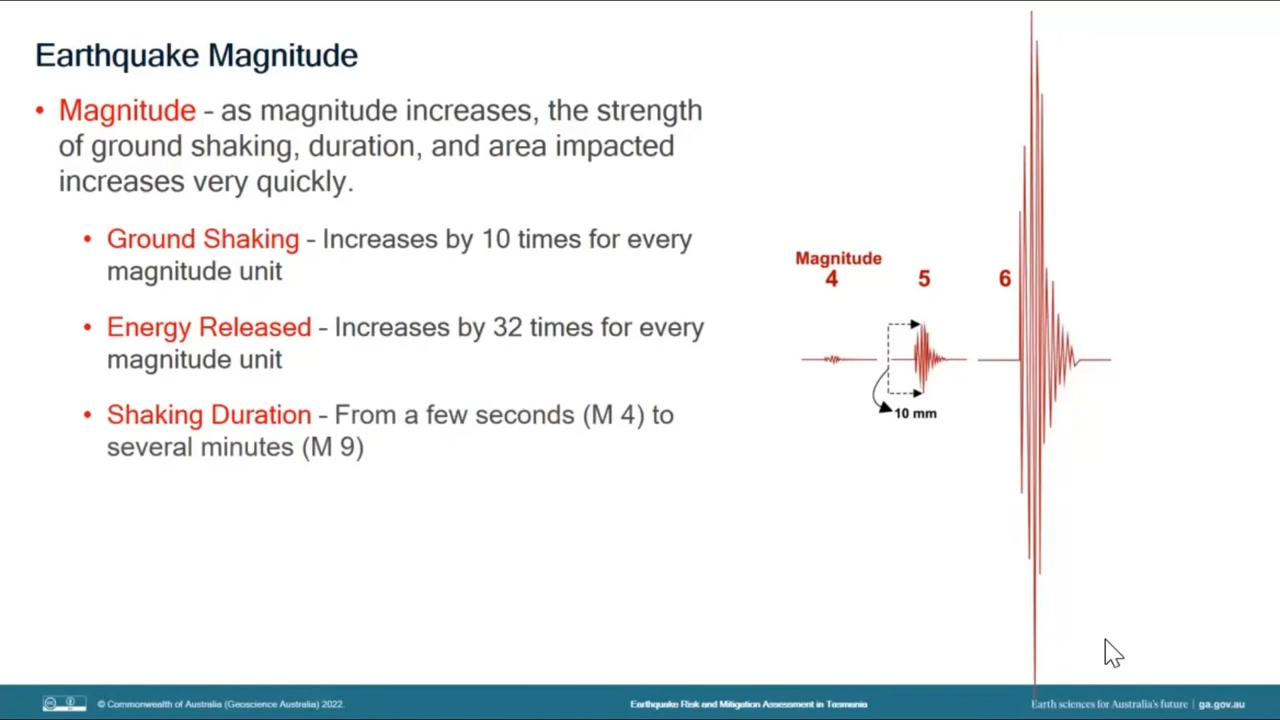 Earthquake Magnitude
• Magnitude - as magnitude increases, the strength
of ground shaking, duration, and area impacted
increases very quickly.
• Ground Shaking - Increases by 10 times for every
magnitude unit
• Energy Released - Increases by 32 times for every
magnitude unit
• Shaking Duration - From a few seconds (M 4) to
several minutes (M 9)
Magnitude
4 5 6
10 mm
© Commonwealth of Australia (Geoscience Australia) 2022.
Earthquake Risk and Mitigation Assessment in Tasmania
Earth sciences for Australia's future | ga.gov.au